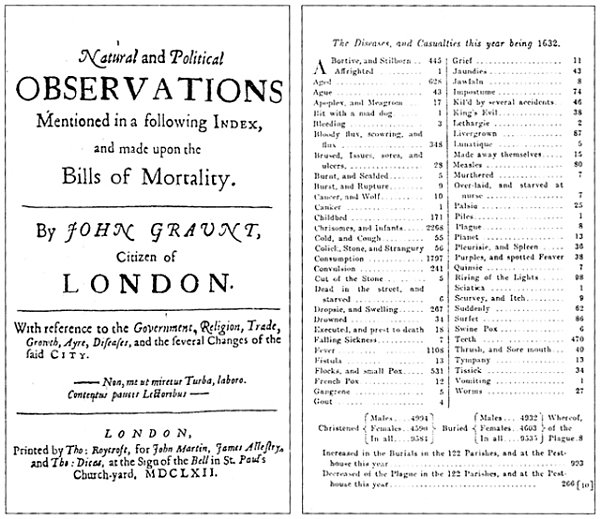 Natural and Political
OBSERVATIONS
Mentioned in a following INDEX,
and made upon the
Bills of Mortality.
By JOHN GRAUNT,
Citizen of
LONDON.
With reference to the Government, Religion, Trade,
Growth, Ayre, Diseases, and the several Changes of the
said CITY.
—— Non, me ut miretur Turba, laboro.
Contentus paucis Lectoribus ——
LONDON,
Printed by Tho: Roycroft, for John Martin, James Allestry,
and Tho: Dicas, at the Sign of the Bell in St. Paul's
Church-yard, MDCLXII.
The Diseases, and Casualties this year being 1632.
Abortive, and Stilborn .. 445
Affrighted ............. 1
Aged .................. 628
Ague .................. 43
Apoplex, and Meagrom 17
Bit with a mad dog ..... 1
Bleeding ............... 3
Bloody flux, scowring, and
flux ................. 348
Brused, Issues, sores, and
ulcers, .............. 28
Burnt, and Scalded ..... 5
Burst, and Rupture ..... 9
Cancer, and Wolf ...... 10
Canker ................ 1
Childbed ............. 171
Chrisomes, and Infants .. 2268
Cold, and Cough ....... 55
Colick, Stone, and Strangury 56
Consumption .......... 1797
Convulsion ............ 241
Cut of the Stone ........ 5
Dead in the street, and
starved .............. 6
Dropsie, and Swelling ... 267
Drowned .............. 34
Executed, and prest to death 18
Falling Sickness ........ 7
Fever ................ 1108
Fistula ................ 13
Flocks, and small Pox ... 531
French Pox ............ 12
Gangrene .............. 5
Gout .................. 4
Grief .................. 11
Jaundies ............... 43
Jawfaln ................ 8
Impostume ............. 74
Kil'd by several accidents.. 46
King's Evil ............. 38
Lethargie .............. 2
Livergrown ............ 87
Lunatique .............. 5
Made away themselves .. 15
Measles ................ 80
Murthered .............. 7
Over-laid, and starved at
nurse ................ 7
Palsie ................. 25
Piles ................... 1
Plague ................. 8
Planet ................. 13
Pleurisie, and Spleen .... 36
Purples, and spotted Feaver 38
Quinsie ................ 7
Rising of the Lights ..... 98
Sciatica ................ 1
Scurvey, and Itch ....... 9
Suddenly .............. 62
Surfet ................. 86
Swine Pox .............. 6
Teeth ................. 470
Thrush, and Sore mouth .. 40
Tympany .............. 13
Tissick ................ 34
Vomiting ............... 1
Worms ................ 27
Christened { Males.... 4994 Females.. 4590 In all.... 9584 } Buried { Males.... 4932 Females.. 4603 In all.... 9535 } Whereof, of the Plague. 8
Increased in the Burials in the 122 Parishes, and at the Pest-
house this year ......................... 993
Decreased of the Plague in the 122 Parishes, and at the Pest-
house this year ......................... 266 [10]